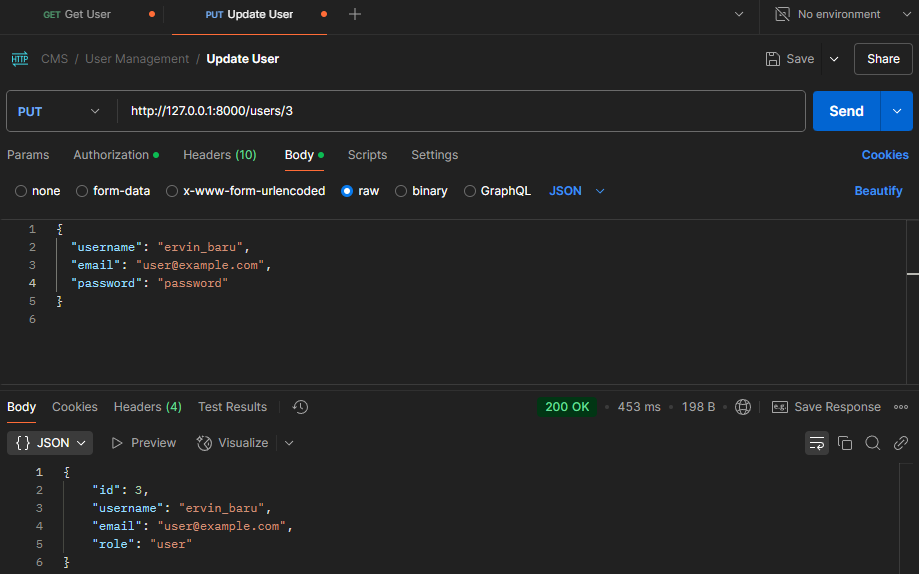 GET Get User PUT Update User No environment
HTTP CMS / User Management / Update User Save Share
PUT http://127.0.0.1:8000/users/3 Send
Params Authorization Headers (10) Body Scripts Settings Cookies
none form-data x-www-form-urlencoded raw binary GraphQL JSON Beautify
1 {
2 "username": "ervin_baru",
3 "email": "user@example.com",
4 "password": "password"
5 }
6
Body Cookies Headers (4) Test Results 200 OK • 453 ms • 198 B e.g. Save Response
{} JSON Preview Visualize
1 {
2 "id": 3,
3 "username": "ervin_baru",
4 "email": "user@example.com",
5 "role": "user"
6 }